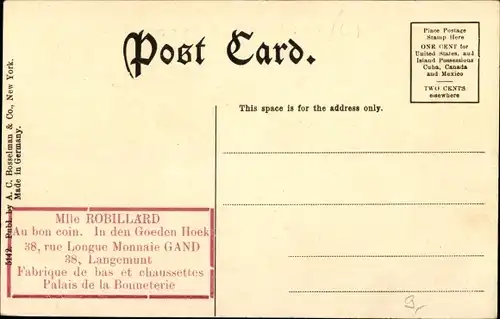 Post Card.
Place Postage
Stamp Here
ONE CENT for
United States, and
Island Possessions
Cuba, Canada
and Mexico
TWO CENTS
elsewhere
This space is for the address only.
5142. Publ. by A. C. Bosselman & Co., New York.
Made in Germany.
Mlle ROBILLARD
Au bon coin. In den Goeden Hoek
38, rue Longue Monnaie GAND
38, Langemunt
Fabrique de bas et chaussettes
Palais de la Bonneterie